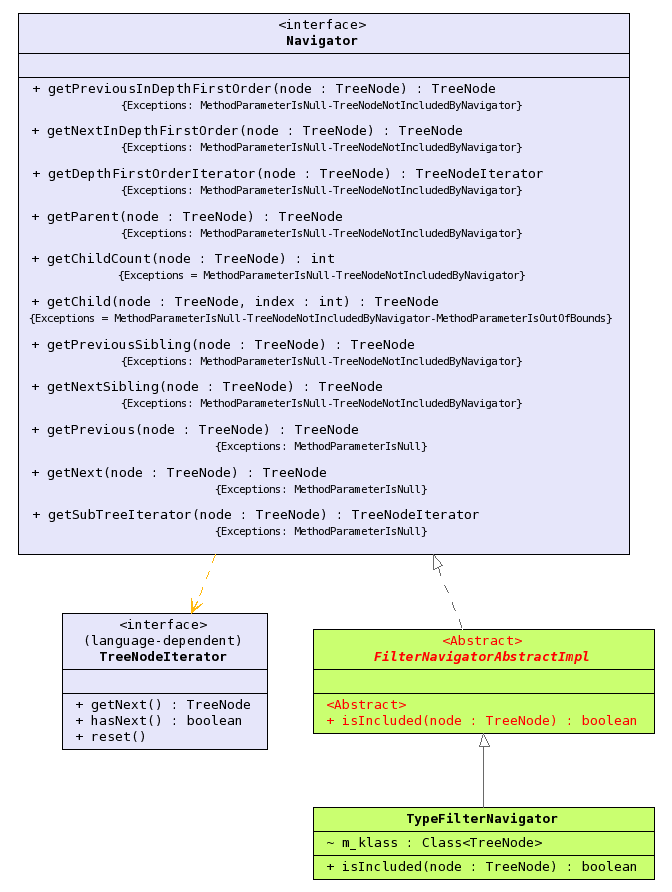 <interface>
Navigator
+ getPreviousInDepthFirstOrder(node : TreeNode) : TreeNode
{Exceptions: MethodParameterIsNull-TreeNodeNotIncludedByNavigator}
+ getNextInDepthFirstOrder(node : TreeNode) : TreeNode
{Exceptions: MethodParameterIsNull-TreeNodeNotIncludedByNavigator}
+ getDepthFirstOrderIterator(node : TreeNode) : TreeNodeIterator
{Exceptions: MethodParameterIsNull-TreeNodeNotIncludedByNavigator}
+ getParent(node : TreeNode) : TreeNode
{Exceptions: MethodParameterIsNull-TreeNodeNotIncludedByNavigator}
+ getChildCount(node : TreeNode) : int
{Exceptions = MethodParameterIsNull-TreeNodeNotIncludedByNavigator}
+ getChild(node : TreeNode, index : int) : TreeNode
{Exceptions = MethodParameterIsNull-TreeNodeNotIncludedByNavigator-MethodParameterIsOutOfBounds}
+ getPreviousSibling(node : TreeNode) : TreeNode
{Exceptions: MethodParameterIsNull-TreeNodeNotIncludedByNavigator}
+ getNextSibling(node : TreeNode) : TreeNode
{Exceptions: MethodParameterIsNull-TreeNodeNotIncludedByNavigator}
+ getPrevious(node : TreeNode) : TreeNode
{Exceptions: MethodParameterIsNull}
+ getNext(node : TreeNode) : TreeNode
{Exceptions: MethodParameterIsNull}
+ getSubTreeIterator(node : TreeNode) : TreeNodeIterator
{Exceptions: MethodParameterIsNull}
<interface>
(language-dependent)
TreeNodeIterator
+ getNext() : TreeNode
+ hasNext() : boolean
+ reset()
<Abstract>
FilterNavigatorAbstractImpl
<Abstract>
+ isIncluded(node : TreeNode) : boolean
TypeFilterNavigator
~ m_klass : Class<TreeNode>
+ isIncluded(node : TreeNode) : boolean